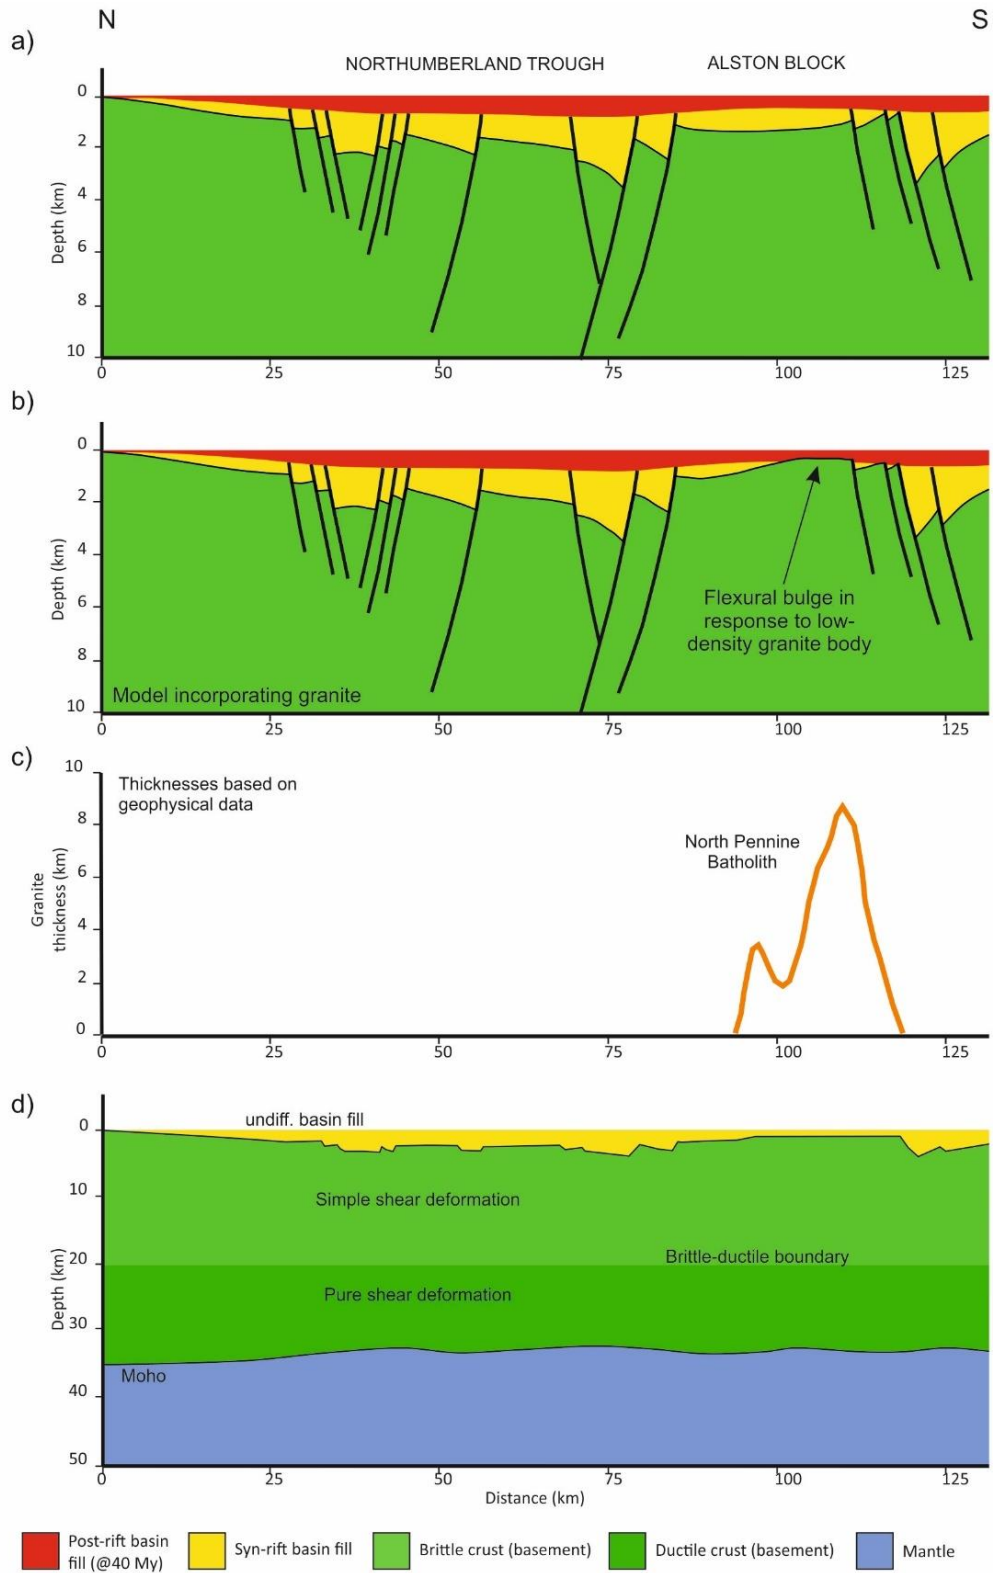 N
S
a)
NORTHUMBERLAND TROUGH
ALSTON BLOCK
0
2
4
6
8
10
Depth (km)
0
25
50
75
100
125
b)
0
2
4
6
8
10
Depth (km)
Flexural bulge in
response to low-
density granite body
Model incorporating granite
0
25
50
75
100
125
c)
10
8
6
4
2
0
Granite
thickness (km)
Thicknesses based on
geophysical data
North Pennine
Batholith
0
25
50
75
100
125
d)
undiff. basin fill
0
10
20
30
40
50
Depth (km)
Simple shear deformation
Brittle-ductile boundary
Pure shear deformation
Moho
0
25
50
75
100
125
Distance (km)
Post-rift basin
fill (@40 My)
Syn-rift basin fill
Brittle crust (basement)
Ductile crust (basement)
Mantle